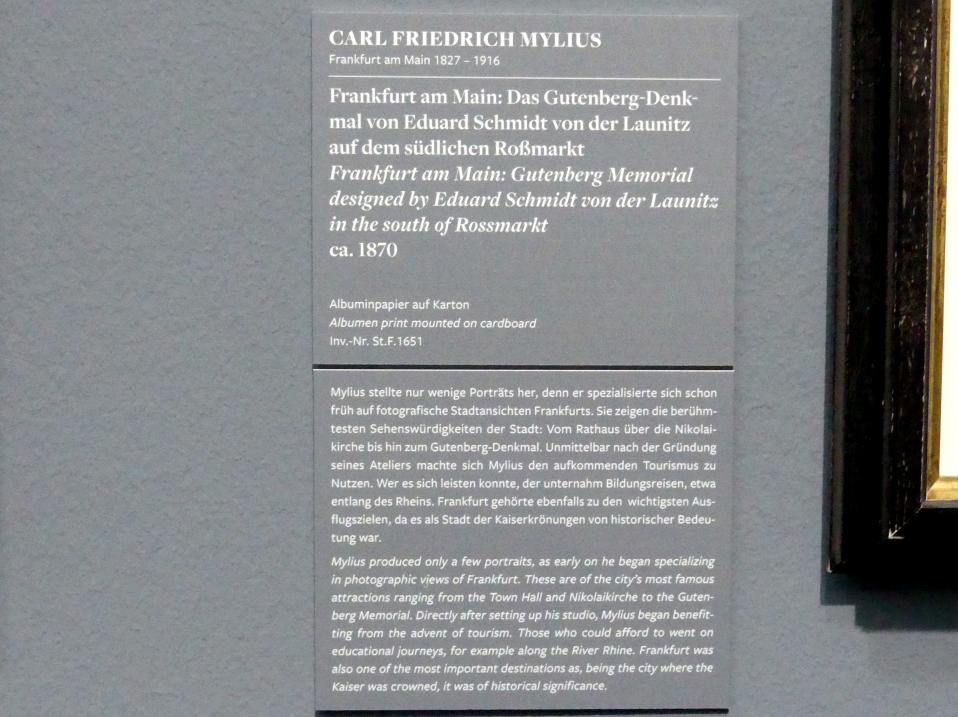 CARL FRIEDRICH MYLIUS
Frankfurt am Main 1827 – 1916
Frankfurt am Main: Das Gutenberg-Denk-
mal von Eduard Schmidt von der Launitz
auf dem südlichen Roßmarkt
Frankfurt am Main: Gutenberg Memorial
designed by Eduard Schmidt von der Launitz
in the south of Rossmarkt
ca. 1870
Albuminpapier auf Karton
Albumen print mounted on cardboard
Inv.-Nr. St.F.1651
Mylius stellte nur wenige Porträts her, denn er spezialisierte sich schon
früh auf fotografische Stadtansichten Frankfurts. Sie zeigen die berühm-
testen Sehenswürdigkeiten der Stadt: Vom Rathaus über die Nikolai-
kirche bis hin zum Gutenberg-Denkmal. Unmittelbar nach der Gründung
seines Ateliers machte sich Mylius den aufkommenden Tourismus zu
Nutzen. Wer es sich leisten konnte, der unternahm Bildungsreisen, etwa
entlang des Rheins. Frankfurt gehörte ebenfalls zu den wichtigsten Aus-
flugszielen, da es als Stadt der Kaiserkrönungen von historischer Bedeu-
tung war.
Mylius produced only a few portraits, as early on he began specializing
in photographic views of Frankfurt. These are of the city's most famous
attractions ranging from the Town Hall and Nikolaikirche to the Guten-
berg Memorial. Directly after setting up his studio, Mylius began benefit-
ting from the advent of tourism. Those who could afford to went on
educational journeys, for example along the River Rhine. Frankfurt was
also one of the most important destinations as, being the city where the
Kaiser was crowned, it was of historical significance.